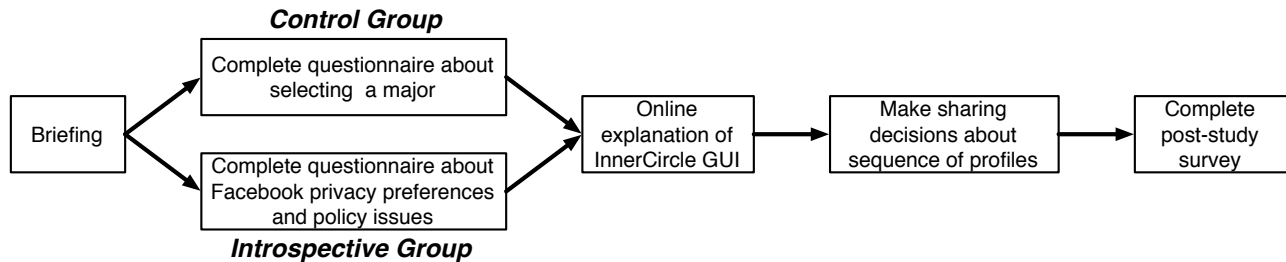 Control Group
Complete questionnaire about
selecting a major
Briefing
Complete questionnaire about
Facebook privacy preferences
and policy issues
Introspective Group
Online
explanation of
InnerCircle GUI
Make sharing
decisions about
sequence of profiles
Complete
post-study
survey